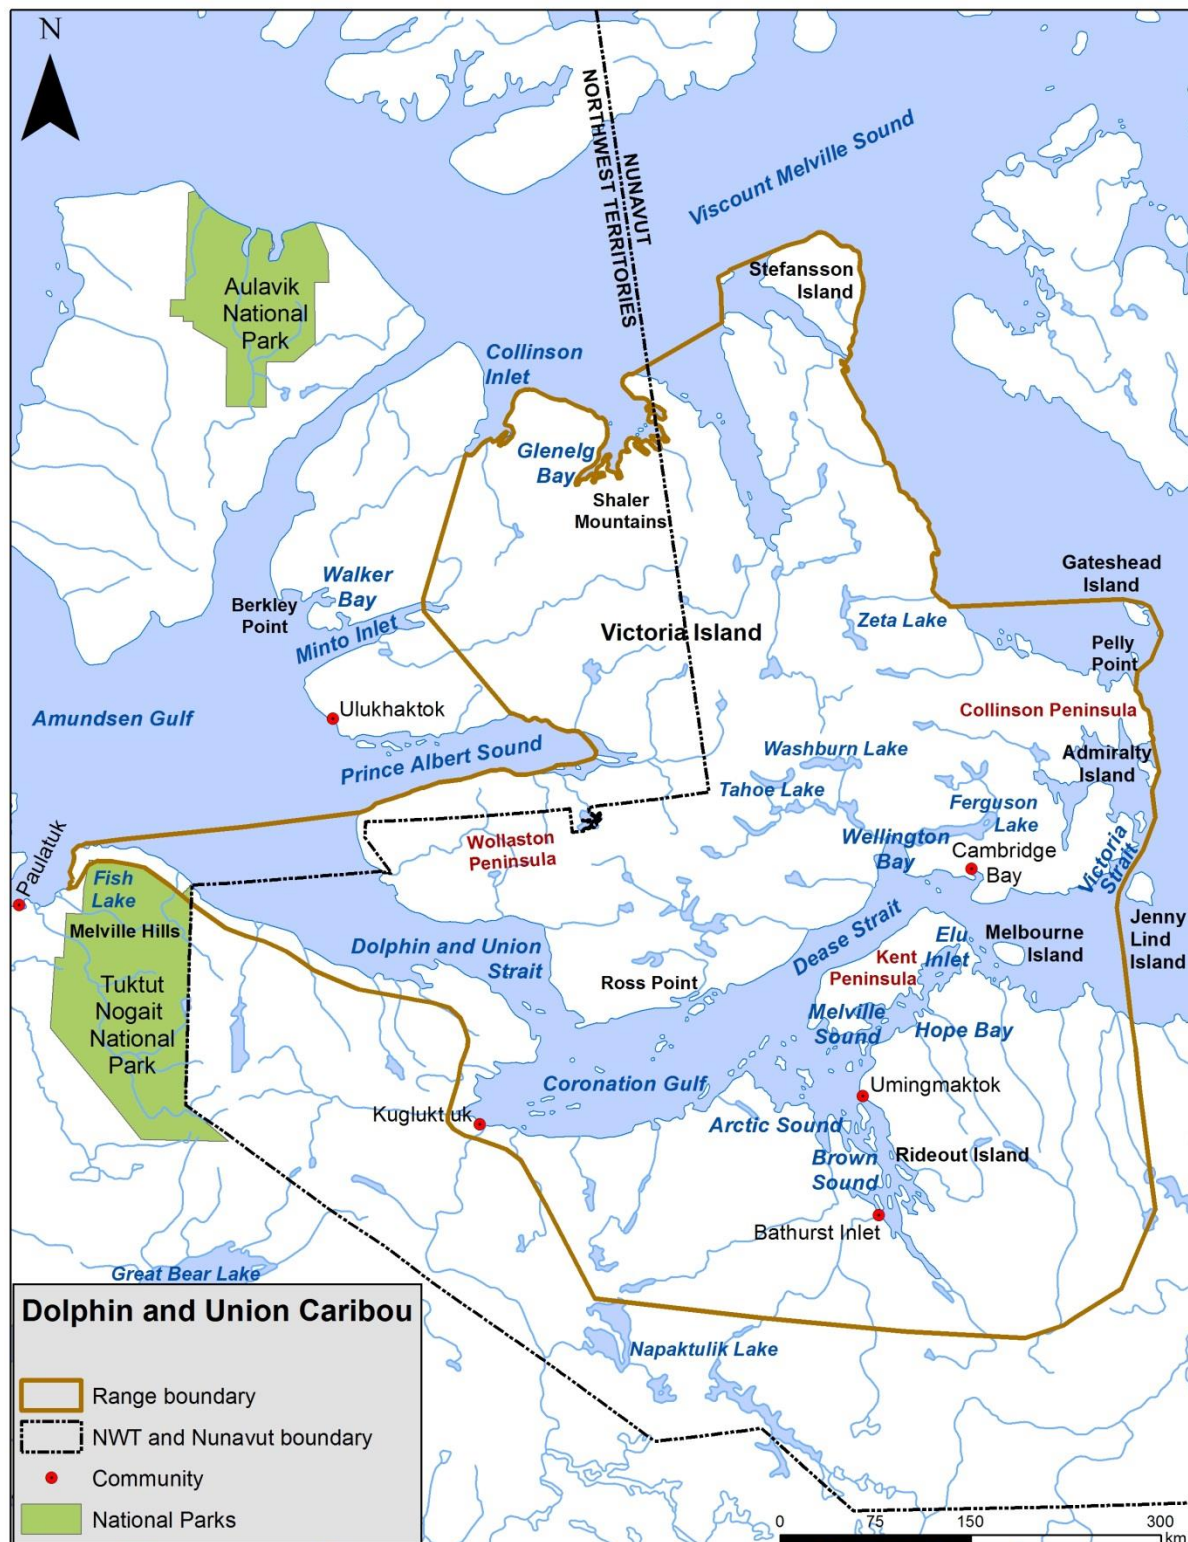 N
NUNAVUT
NORTHWEST TERRITORIES
Viscount Melville Sound
Stefansson
Island
Aulavik
National
Park
Collinson
Inlet
Glenelg
Bay
Shaler
Mountains
Gateshead
Island
Walker
Bay
Berkley
Point
Minto Inlet
Victoria Island
Zeta Lake
Pelly
Point
Ulukhaktok
Amundsen Gulf
Collinson Peninsula
Prince Albert Sound
Washburn Lake
Admiralty
Island
Tahoe Lake
Ferguson
Lake
Wollaston
Peninsula
Wellington
Bay
Cambridge
Bay
Victoria
Strait
Paulatuk
Fish
Lake
Melville Hills
Dolphin and Union
Strait
Dease Strait
Elu
Inlet
Melbourne
Island
Jenny
Lind
Island
Kent
Peninsula
Ross Point
Tuktut
Nogait
National
Park
Melville
Sound
Hope Bay
Coronation Gulf
Umingmaktok
Kugluktuk
Arctic Sound
Brown
Sound
Rideout Island
Bathurst Inlet
Great Bear Lake
Napaktulik Lake
Dolphin and Union Caribou
Range boundary
NWT and Nunavut boundary
Community
National Parks
0 75 150 300
km